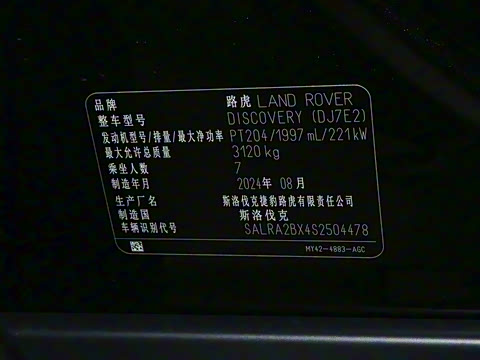 品牌 路虎 LAND ROVER
整车型号 DISCOVERY (DJ7E2)
发动机型号/排量/最大净功率 PT204/1997 mL/221 kW
最大允许总质量 3120 kg
乘坐人数 7
制造年月 2024年 08月
生产厂名 斯洛伐克捷豹路虎有限责任公司
制造国 斯洛伐克
车辆识别代号 SALRA2BX4S2504478
MY42-4883-AGC